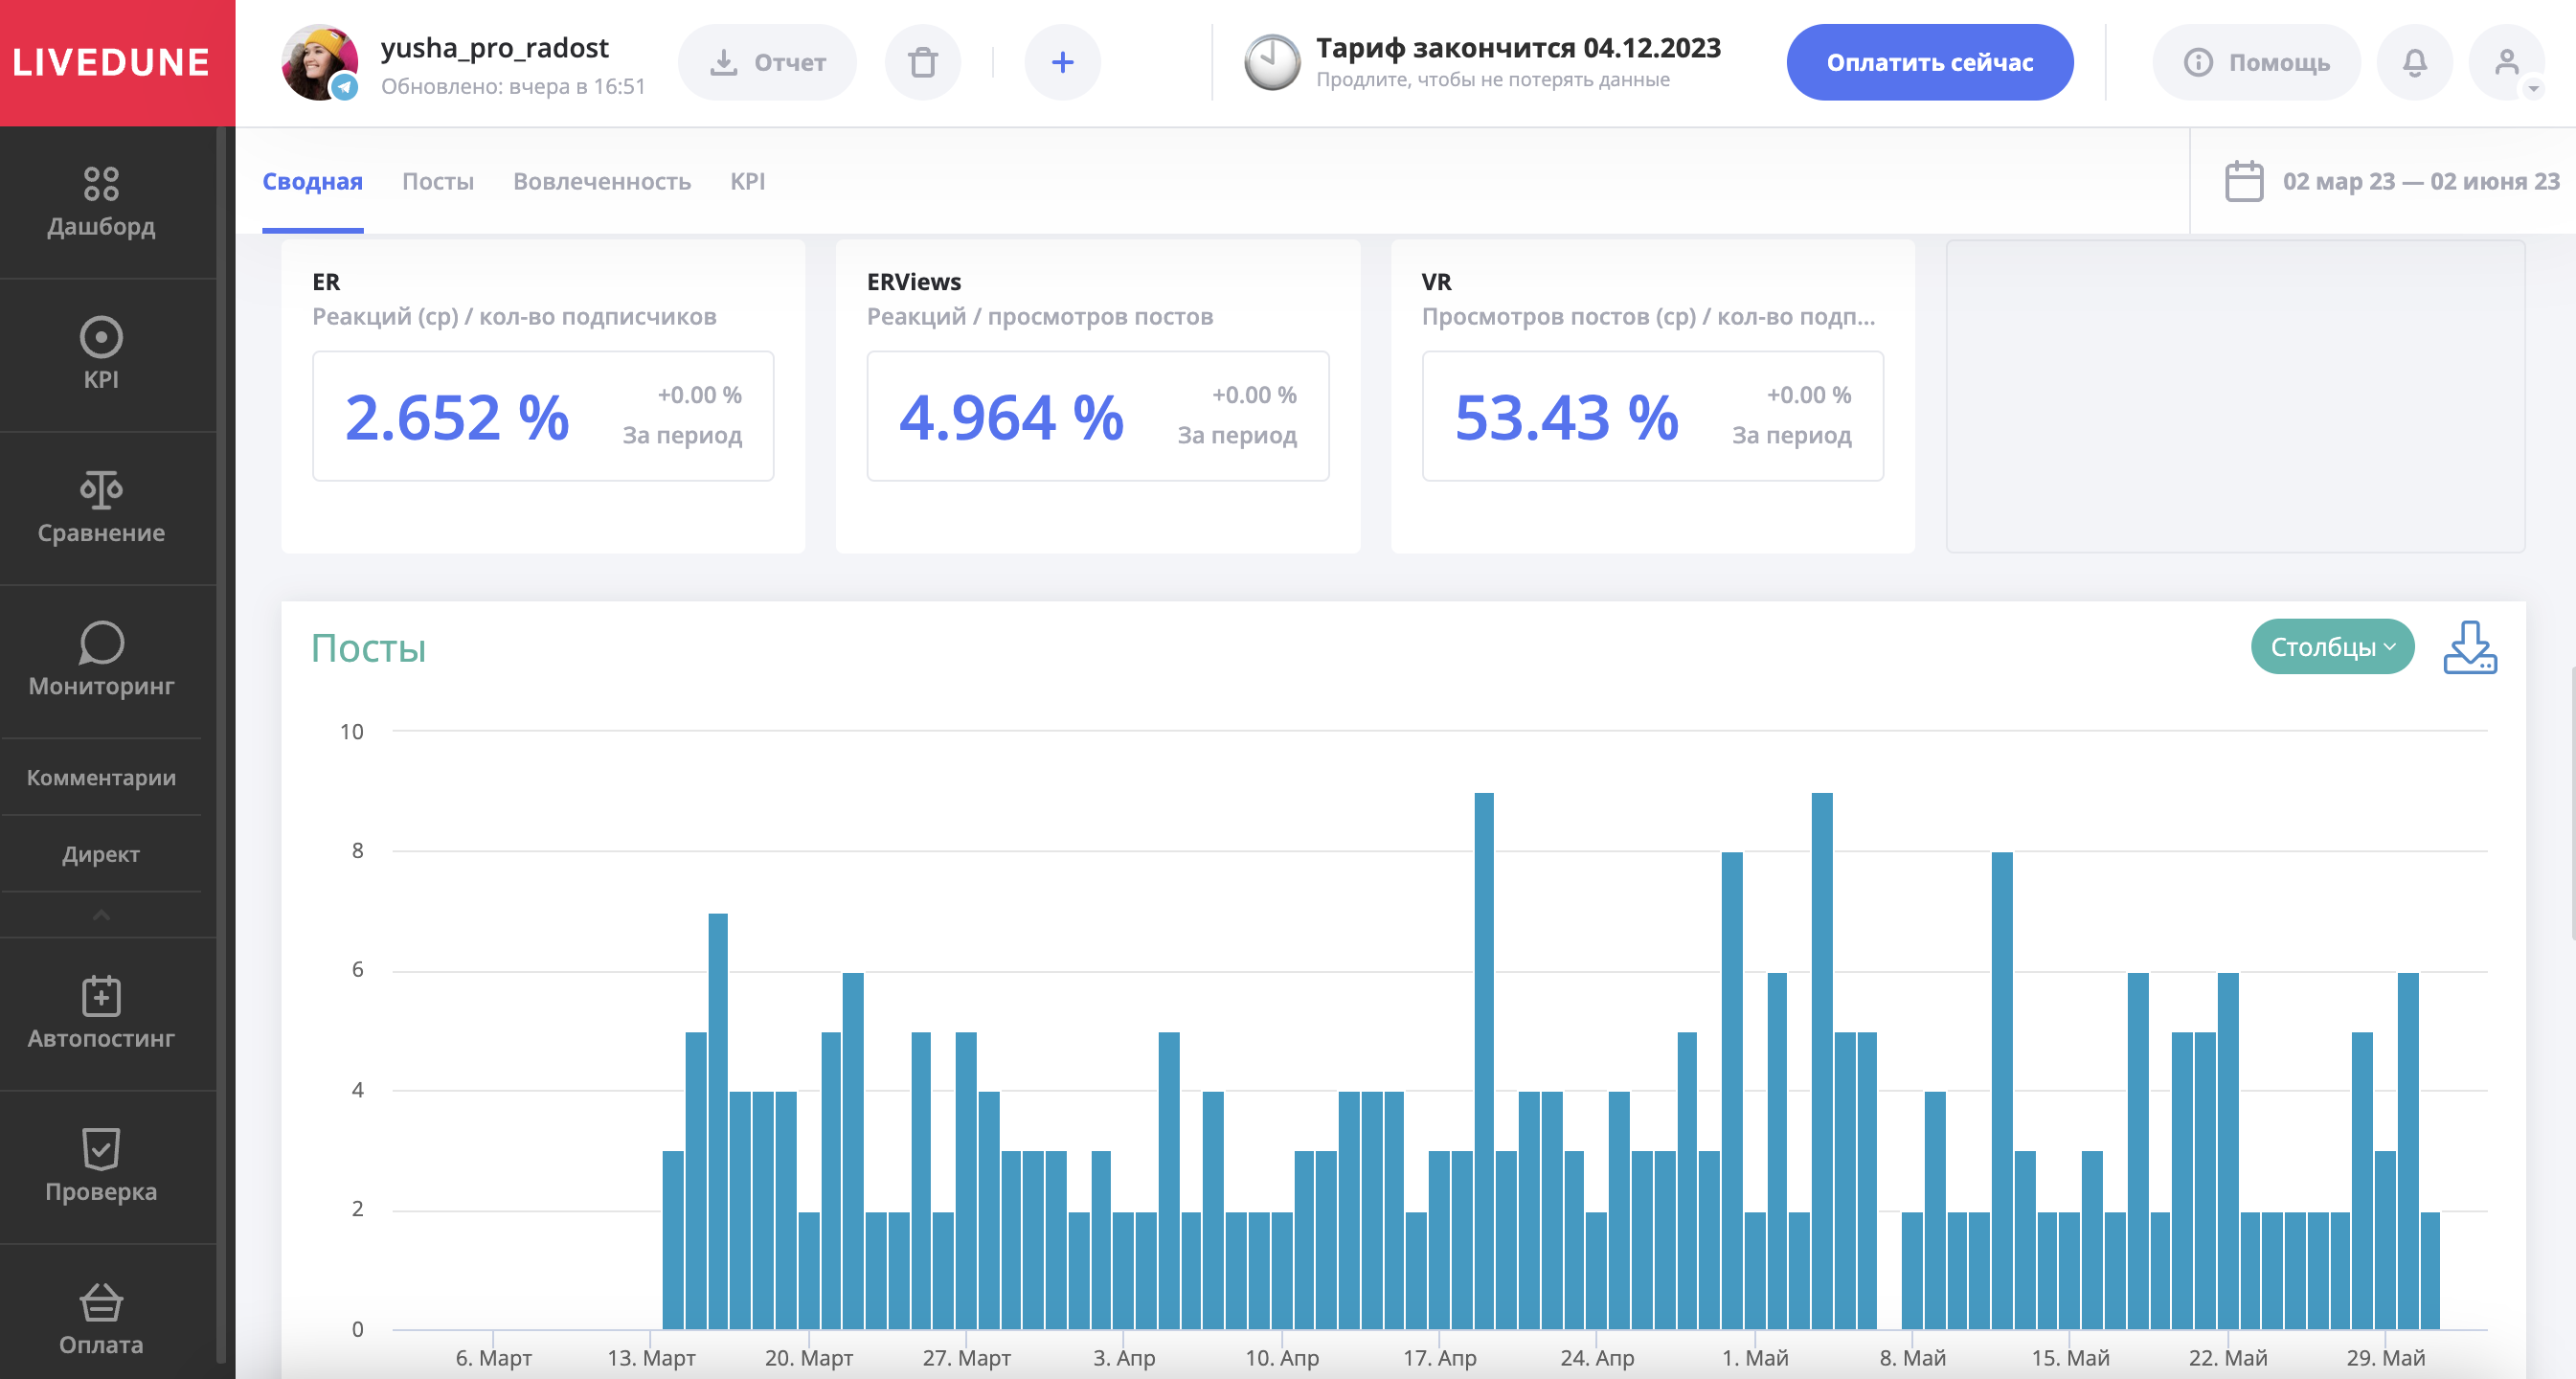 LIVEDUNE
yusha_pro_radost
Обновлено: вчера в 16:51
Отчет
Тариф закончится 04.12.2023
Продлите, чтобы не потерять данные
Оплатить сейчас
Помощь
Сводная
Посты
Вовлеченность
KPI
02 мар 23 — 02 июня 23
Дашборд
KPI
Сравнение
Мониторинг
Комментарии
Директ
Автопостинг
Проверка
Оплата
ER
Реакций (ср) / кол-во подписчиков
2.652 %
+0.00 %
За период
ERViews
Реакций / просмотров постов
4.964 %
+0.00 %
За период
VR
Просмотров постов (ср) / кол-во подп...
53.43 %
+0.00 %
За период
Посты
Столбцы
10
8
6
4
2
0
6. Март
13. Март
20. Март
27. Март
3. Апр
10. Апр
17. Апр
24. Апр
1. Май
8. Май
15. Май
22. Май
29. Май